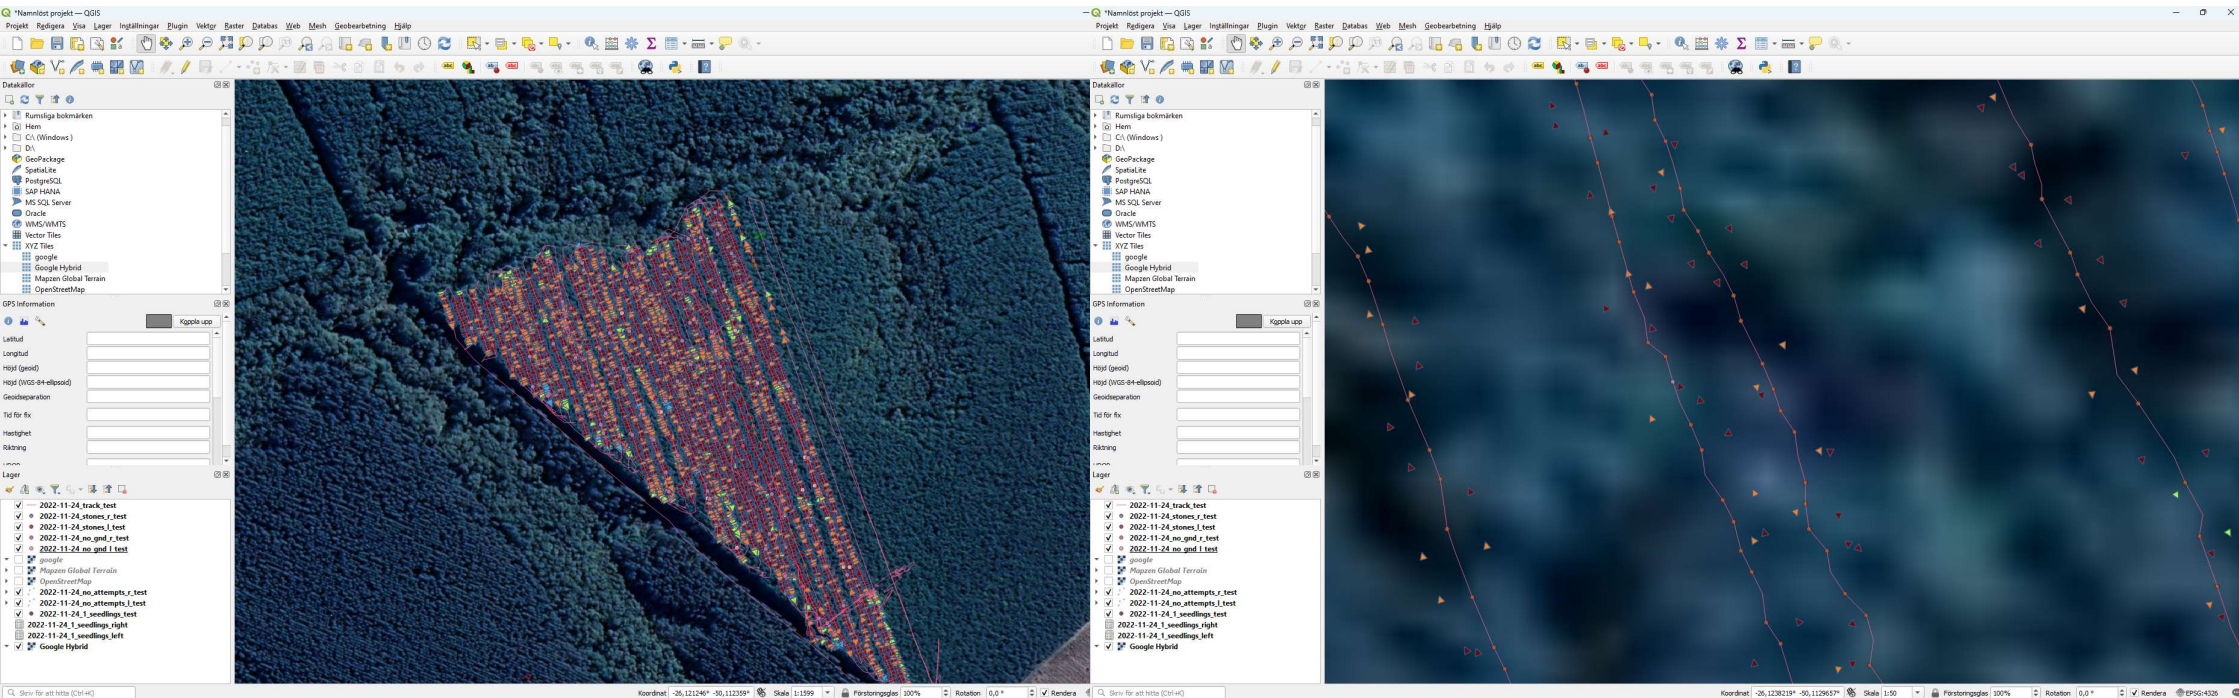 *Namnlöst projekt — QGIS
Projekt Redigera Visa Lager Inställningar Plugin Vektor Raster Databas Web Mesh Geobearbetning Hjälp
Datakällor
Rumsliga bokmärken
Hem
C:\ (Windows )
D:\
GeoPackage
SpatiaLite
PostgreSQL
SAP HANA
MS SQL Server
Oracle
WMS/WMTS
Vector Tiles
XYZ Tiles
google
Google Hybrid
Mapzen Global Terrain
OpenStreetMap
GPS Information
Koppla upp
Latitud
Longitud
Höjd (geoid)
Höjd (WGS-84-ellipsoid)
Geoidseparation
Tid för fix
Hastighet
Riktning
Lager
2022-11-24_track_test
2022-11-24_stones_r_test
2022-11-24_stones_l_test
2022-11-24_no_gnd_r_test
2022-11-24_no_gnd_l_test
google
Mapzen Global Terrain
OpenStreetMap
2022-11-24_no_attempts_r_test
2022-11-24_no_attempts_l_test
2022-11-24_1_seedlings_test
2022-11-24_1_seedlings_right
2022-11-24_1_seedlings_left
Google Hybrid
Skriv för att hitta (Ctrl+K)
Koordinat -26,121246° -50,112359° Skala 1:1599 Förstoringsglas 100% Rotation 0,0 ° Rendera
*Namnlöst projekt — QGIS
Projekt Redigera Visa Lager Inställningar Plugin Vektor Raster Databas Web Mesh Geobearbetning Hjälp
Datakällor
Rumsliga bokmärken
Hem
C:\ (Windows )
D:\
GeoPackage
SpatiaLite
PostgreSQL
SAP HANA
MS SQL Server
Oracle
WMS/WMTS
Vector Tiles
XYZ Tiles
google
Google Hybrid
Mapzen Global Terrain
OpenStreetMap
GPS Information
Koppla upp
Latitud
Longitud
Höjd (geoid)
Höjd (WGS-84-ellipsoid)
Geoidseparation
Tid för fix
Hastighet
Riktning
Lager
2022-11-24_track_test
2022-11-24_stones_r_test
2022-11-24_stones_l_test
2022-11-24_no_gnd_r_test
2022-11-24_no_gnd_l_test
google
Mapzen Global Terrain
OpenStreetMap
2022-11-24_no_attempts_r_test
2022-11-24_no_attempts_l_test
2022-11-24_1_seedlings_test
2022-11-24_1_seedlings_right
2022-11-24_1_seedlings_left
Google Hybrid
Skriv för att hitta (Ctrl+K)
Koordinat -26,1238219° -50,1129657° Skala 1:50 Förstoringsglas 100% Rotation 0,0 ° Rendera EPSG:4326